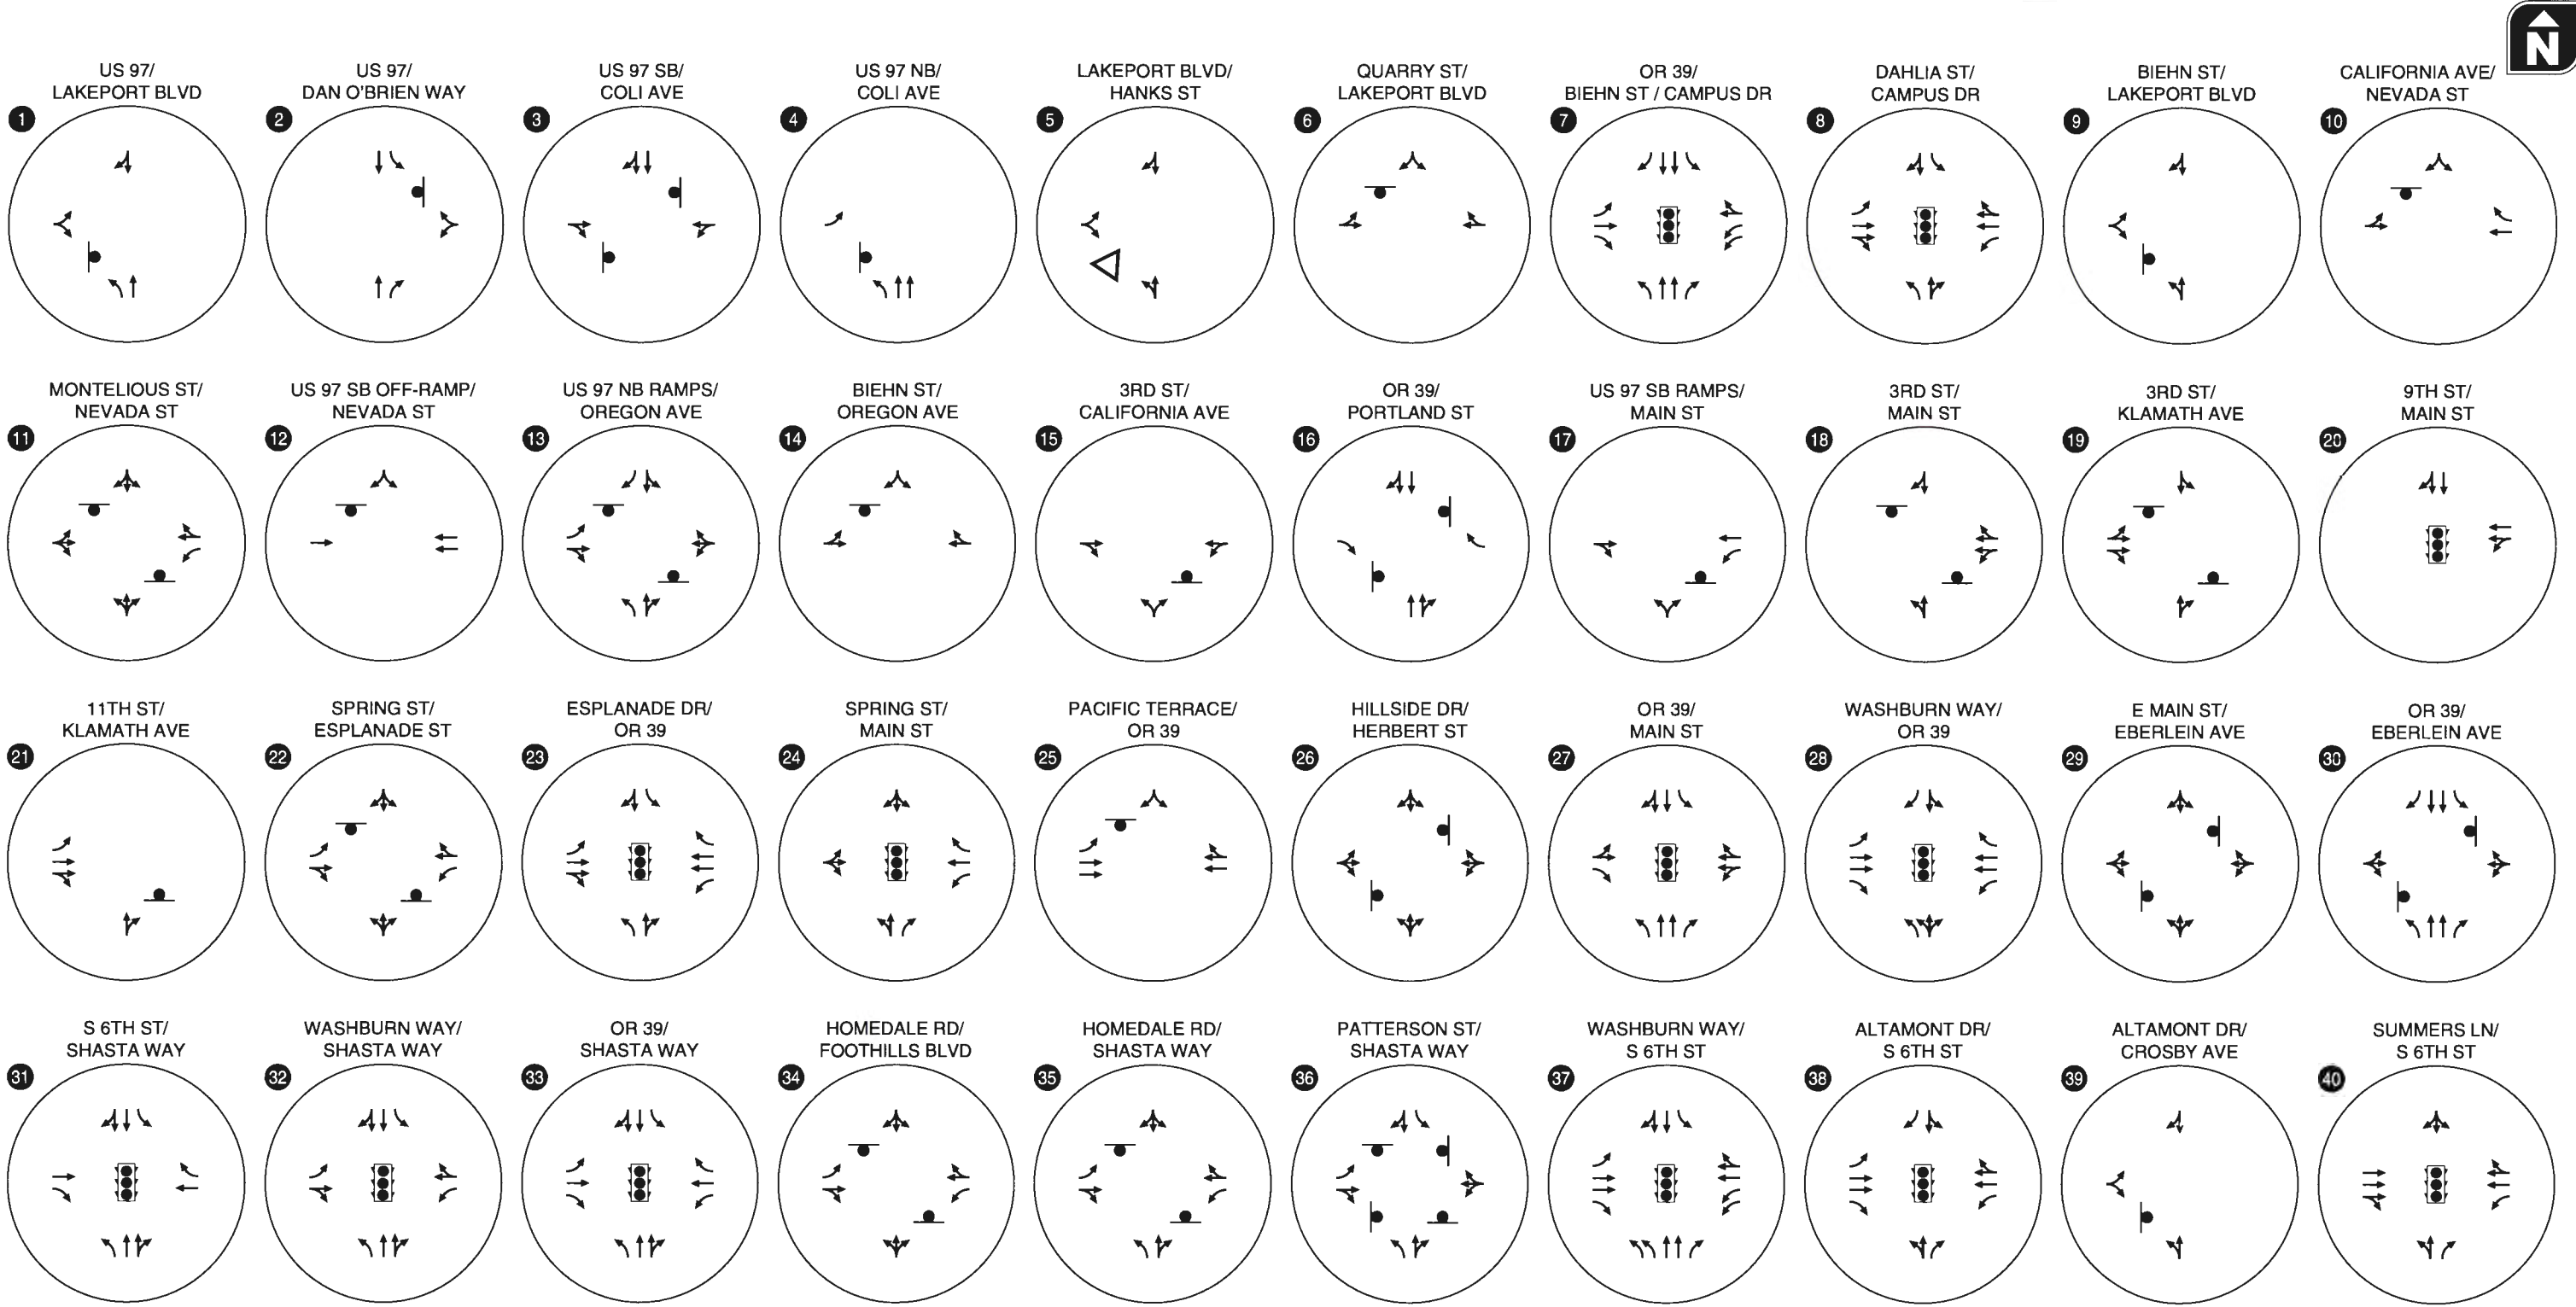 N
US 97/
LAKEPORT BLVD
1
US 97/
DAN O'BRIEN WAY
2
US 97 SB/
COLI AVE
3
US 97 NB/
COLI AVE
4
LAKEPORT BLVD/
HANKS ST
5
QUARRY ST/
LAKEPORT BLVD
6
OR 39/
BIEHN ST / CAMPUS DR
7
DAHLIA ST/
CAMPUS DR
8
BIEHN ST/
LAKEPORT BLVD
9
CALIFORNIA AVE/
NEVADA ST
10
MONTELIOUS ST/
NEVADA ST
11
US 97 SB OFF-RAMP/
NEVADA ST
12
US 97 NB RAMPS/
OREGON AVE
13
BIEHN ST/
OREGON AVE
14
3RD ST/
CALIFORNIA AVE
15
OR 39/
PORTLAND ST
16
US 97 SB RAMPS/
MAIN ST
17
3RD ST/
MAIN ST
18
3RD ST/
KLAMATH AVE
19
9TH ST/
MAIN ST
20
11TH ST/
KLAMATH AVE
21
SPRING ST/
ESPLANADE ST
22
ESPLANADE DR/
OR 39
23
SPRING ST/
MAIN ST
24
PACIFIC TERRACE/
OR 39
25
HILLSIDE DR/
HERBERT ST
26
OR 39/
MAIN ST
27
WASHBURN WAY/
OR 39
28
E MAIN ST/
EBERLEIN AVE
29
OR 39/
EBERLEIN AVE
30
S 6TH ST/
SHASTA WAY
31
WASHBURN WAY/
SHASTA WAY
32
OR 39/
SHASTA WAY
33
HOMEDALE RD/
FOOTHILLS BLVD
34
HOMEDALE RD/
SHASTA WAY
35
PATTERSON ST/
SHASTA WAY
36
WASHBURN WAY/
S 6TH ST
37
ALTAMONT DR/
S 6TH ST
38
ALTAMONT DR/
CROSBY AVE
39
SUMMERS LN/
S 6TH ST
40